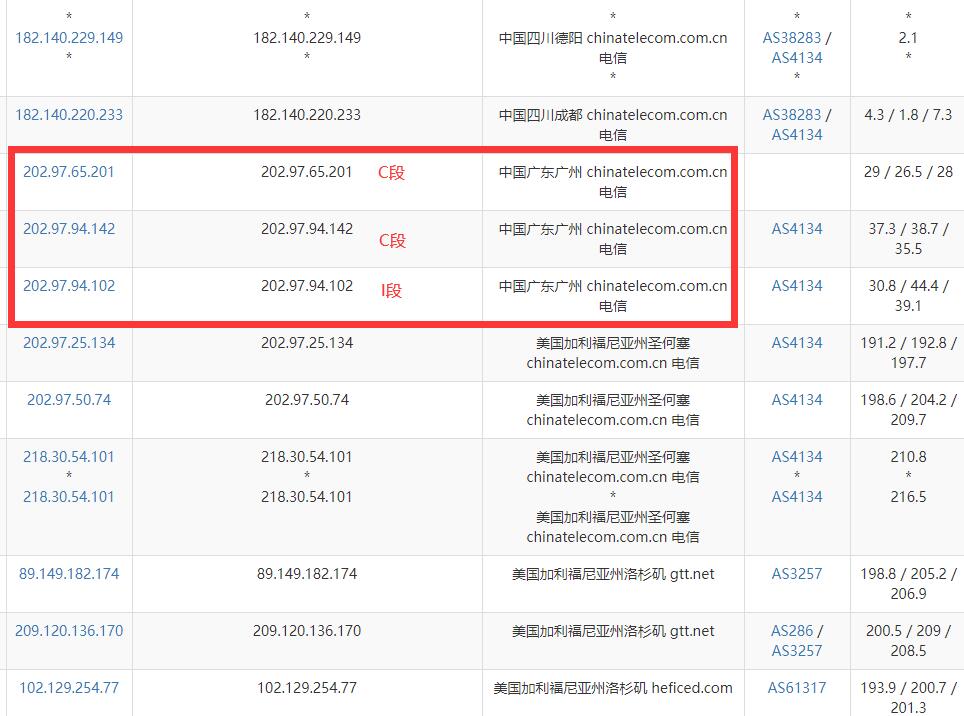 * * * * *
182.140.229.149 182.140.229.149 中国四川德阳 chinatelecom.com.cn AS38283 / 2.1
* * 电信 AS4134 *
* *
182.140.220.233 182.140.220.233 中国四川成都 chinatelecom.com.cn AS38283 / 4.3 / 1.8 / 7.3
电信 AS4134
202.97.65.201 202.97.65.201 C段 中国广东广州 chinatelecom.com.cn 29 / 26.5 / 28
电信
202.97.94.142 202.97.94.142 C段 中国广东广州 chinatelecom.com.cn AS4134 37.3 / 38.7 /
电信 35.5
202.97.94.102 202.97.94.102 I段 中国广东广州 chinatelecom.com.cn AS4134 30.8 / 44.4 /
电信 39.1
202.97.25.134 202.97.25.134 美国加利福尼亚州圣何塞 AS4134 191.2 / 192.8 /
chinatelecom.com.cn 电信 197.7
202.97.50.74 202.97.50.74 美国加利福尼亚州圣何塞 AS4134 198.6 / 204.2 /
chinatelecom.com.cn 电信 209.7
218.30.54.101 218.30.54.101 美国加利福尼亚州圣何塞 AS4134 210.8
* * chinatelecom.com.cn 电信 * *
218.30.54.101 218.30.54.101 * AS4134 216.5
美国加利福尼亚州圣何塞
chinatelecom.com.cn 电信
89.149.182.174 89.149.182.174 美国加利福尼亚州洛杉矶 gtt.net AS3257 198.8 / 205.2 /
206.9
209.120.136.170 209.120.136.170 美国加利福尼亚州洛杉矶 gtt.net AS286 / 200.5 / 209 /
AS3257 208.5
102.129.254.77 102.129.254.77 美国加利福尼亚州洛杉矶 heficed.com AS61317 193.9 / 200.7 /
201.3